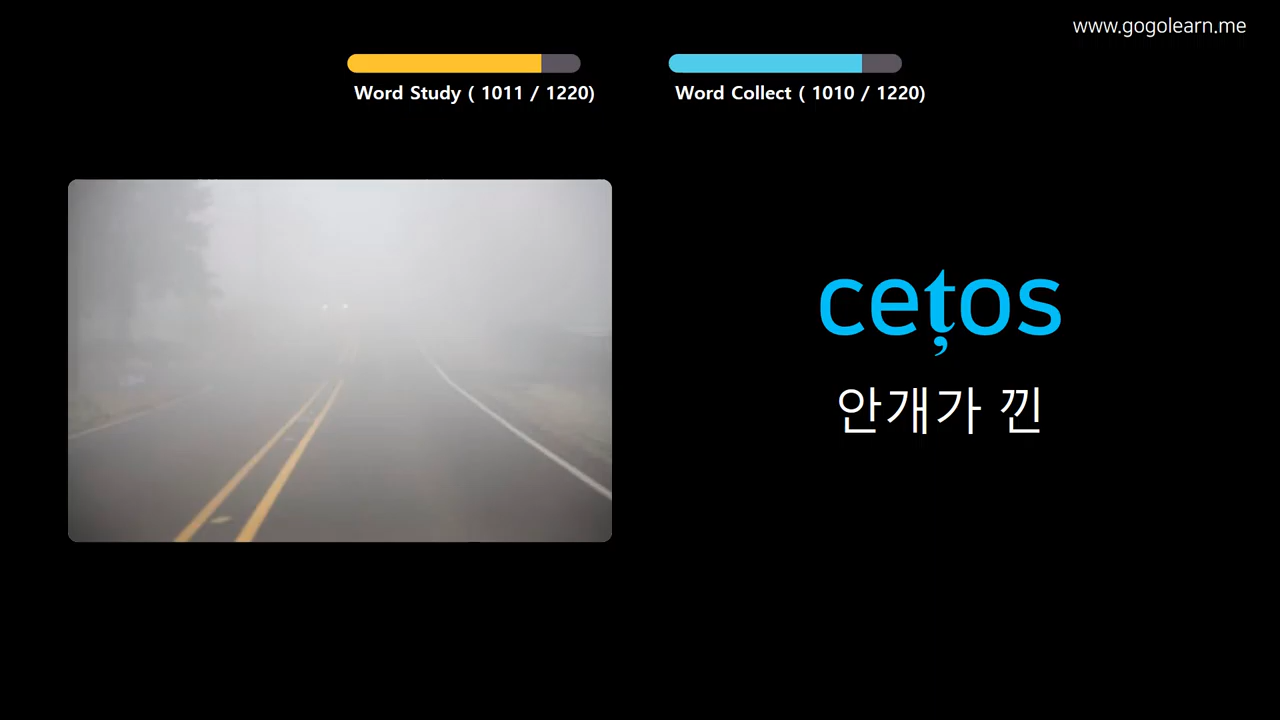 www.gogolearn.me
Word Study ( 1011 / 1220)
Word Collect ( 1010 / 1220)
cețos
안개가 낀